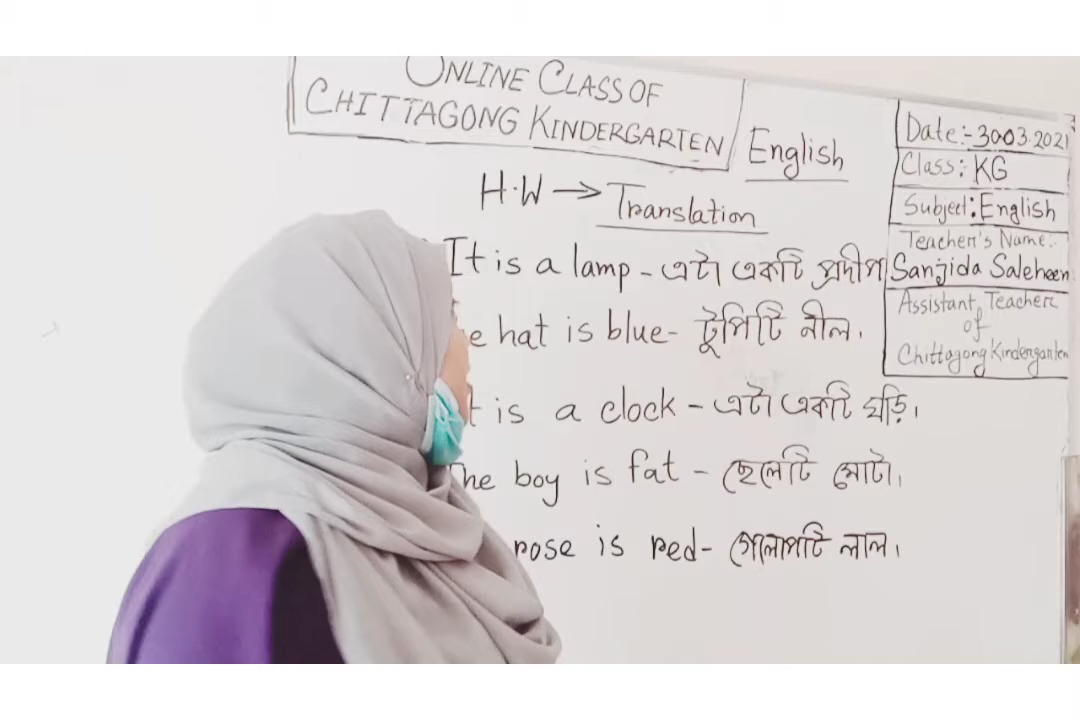 ONLINE CLASS OF
CHITTAGONG KINDERGARTEN
English
Date:- 30.03.2021
Class: KG
Subject: English
Teacher's Name:-
Sanjida Saleheen
Assistant Teacher
of
Chittagong Kindergarten
H.W → Translation
It is a lamp - এটা একটি প্রদীপ
hat is blue - টুপিটি নীল.
is a clock - এটা একটি ঘড়ি।
The boy is fat - ছেলেটি মোটা।
rose is red - গোলাপটি লাল।